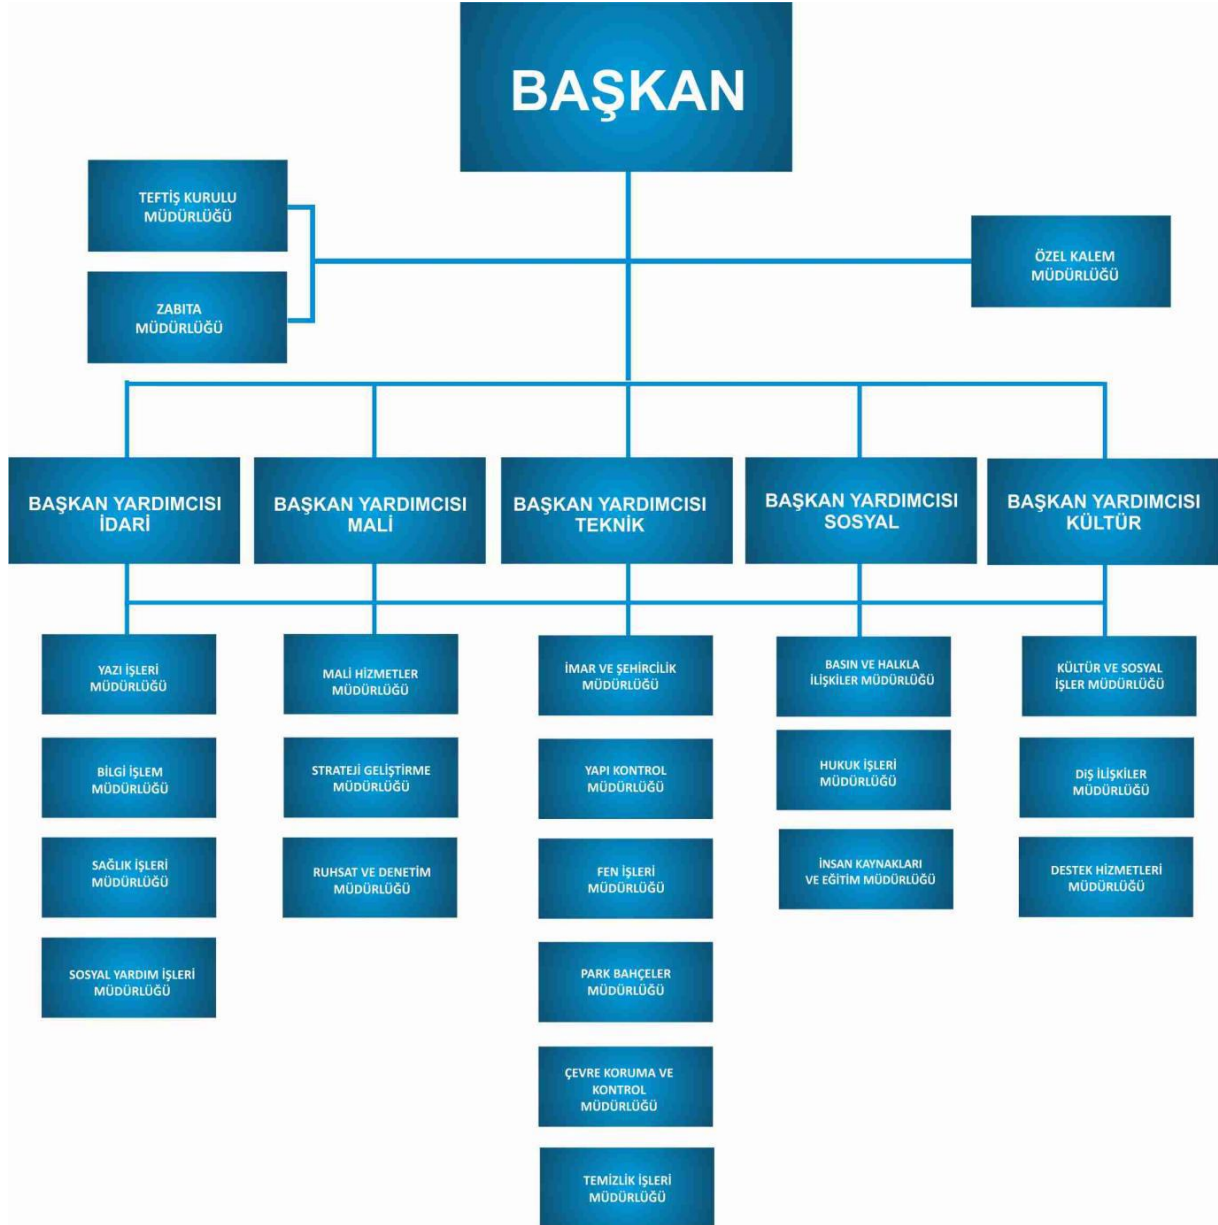 BAŞKAN
TEFTİŞ KURULU
MÜDÜRLÜĞÜ
ZABITA
MÜDÜRLÜĞÜ
ÖZEL KALEM
MÜDÜRLÜĞÜ
BAŞKAN YARDIMCISI
İDARİ
BAŞKAN YARDIMCISI
MALİ
BAŞKAN YARDIMCISI
TEKNİK
BAŞKAN YARDIMCISI
SOSYAL
BAŞKAN YARDIMCISI
KÜLTÜR
YAZI İŞLERİ
MÜDÜRLÜĞÜ
BİLGİ İŞLEM
MÜDÜRLÜĞÜ
SAĞLIK İŞLERİ
MÜDÜRLÜĞÜ
SOSYAL YARDIM İŞLERİ
MÜDÜRLÜĞÜ
MALİ HİZMETLER
MÜDÜRLÜĞÜ
STRATEJİ GELİŞTİRME
MÜDÜRLÜĞÜ
RUHSAT VE DENETİM
MÜDÜRLÜĞÜ
İMAR VE ŞEHİRCİLİK
MÜDÜRLÜĞÜ
YAPI KONTROL
MÜDÜRLÜĞÜ
FEN İŞLERİ
MÜDÜRLÜĞÜ
PARK BAHÇELER
MÜDÜRLÜĞÜ
ÇEVRE KORUMA VE
KONTROL
MÜDÜRLÜĞÜ
TEMİZLİK İŞLERİ
MÜDÜRLÜĞÜ
BASIN VE HALKLA
İLİŞKİLER MÜDÜRLÜĞÜ
HUKUK İŞLERİ
MÜDÜRLÜĞÜ
İNSAN KAYNAKLARI
VE EĞİTİM MÜDÜRLÜĞÜ
KÜLTÜR VE SOSYAL
İŞLER MÜDÜRLÜĞÜ
DİŞ İLİŞKİLER
MÜDÜRLÜĞÜ
DESTEK HİZMETLERİ
MÜDÜRLÜĞÜ